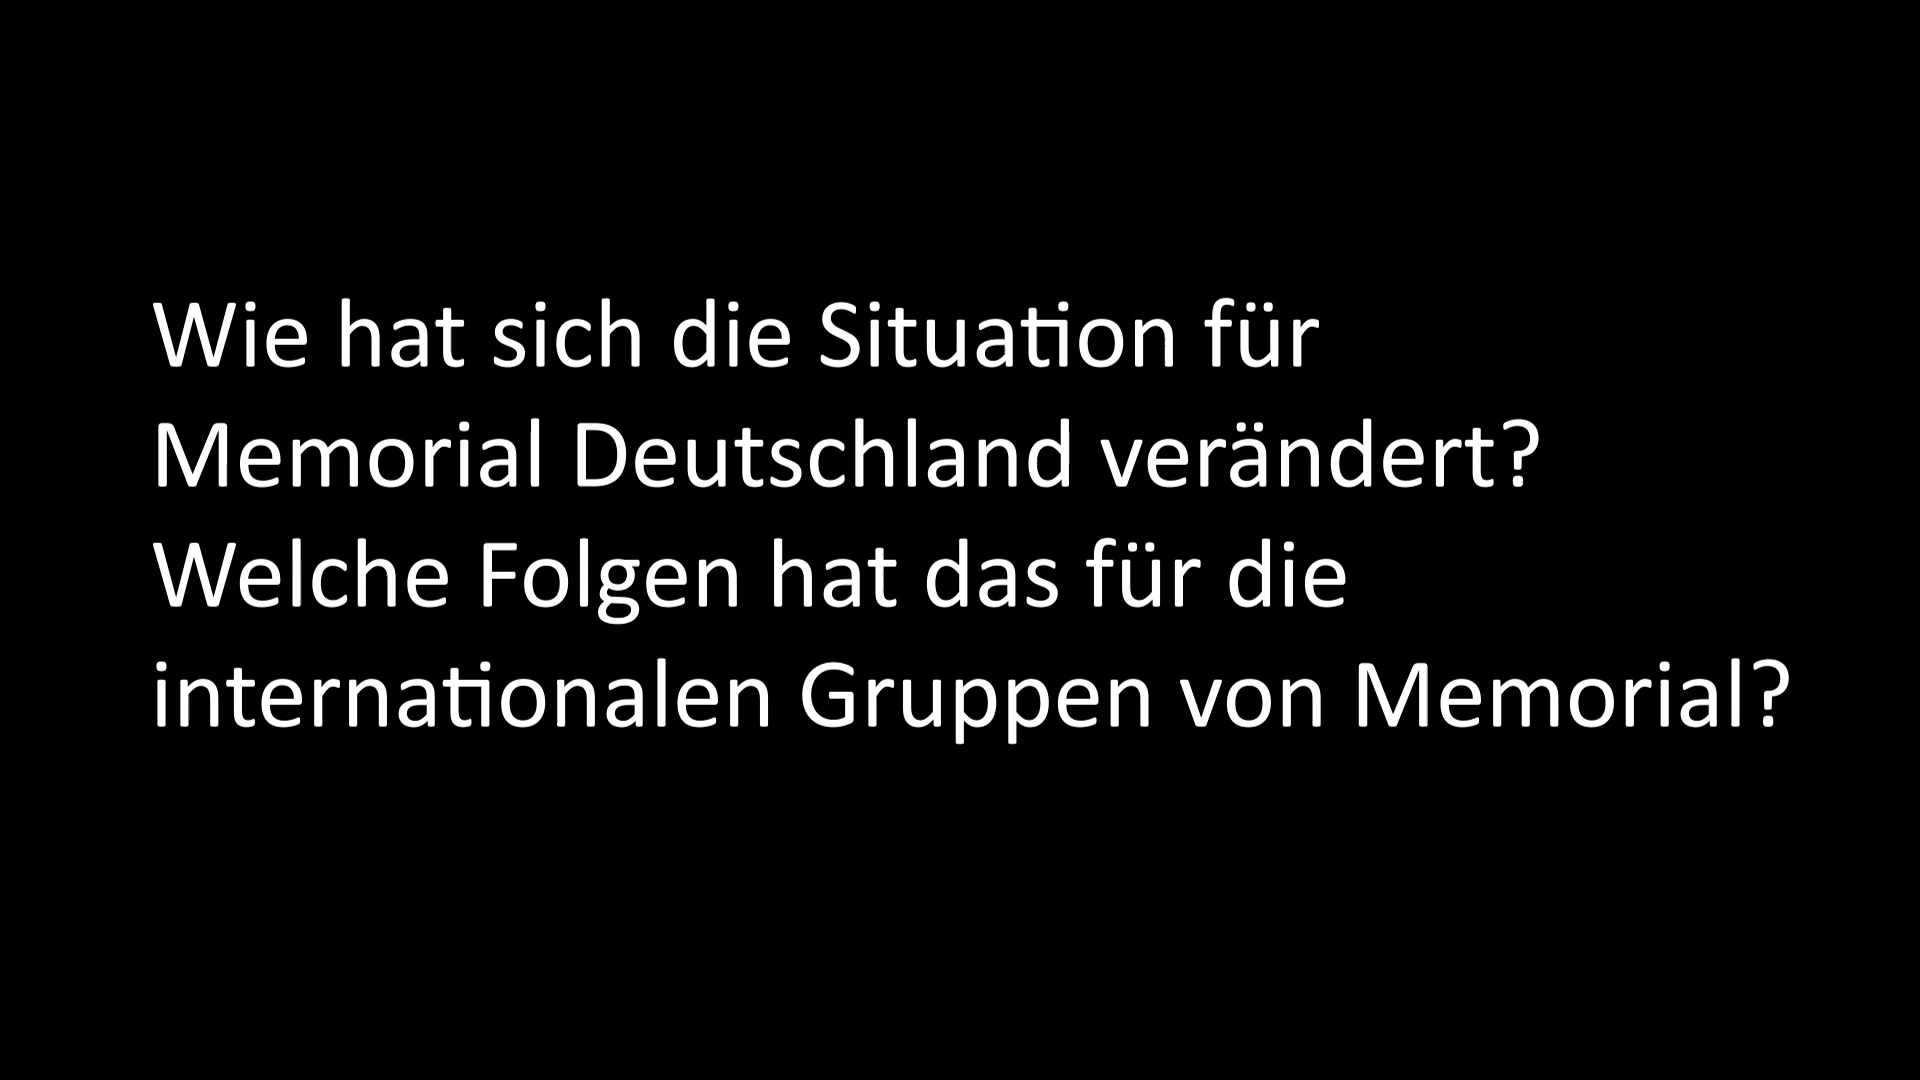 Wie hat sich die Situation für
Memorial Deutschland verändert?
Welche Folgen hat das für die
internationalen Gruppen von Memorial?